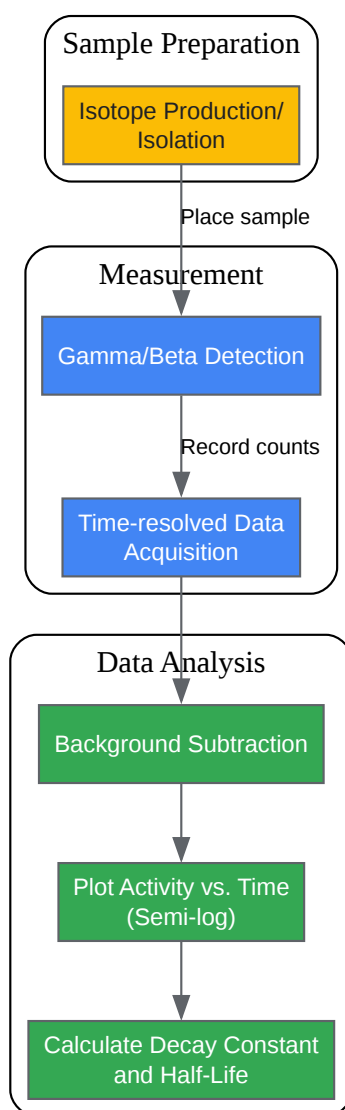 Sample Preparation
Isotope Production/
Isolation
Place sample
Measurement
Gamma/Beta Detection
Record counts
Time-resolved Data
Acquisition
Data Analysis
Background Subtraction
Plot Activity vs. Time
(Semi-log)
Calculate Decay Constant
and Half-Life